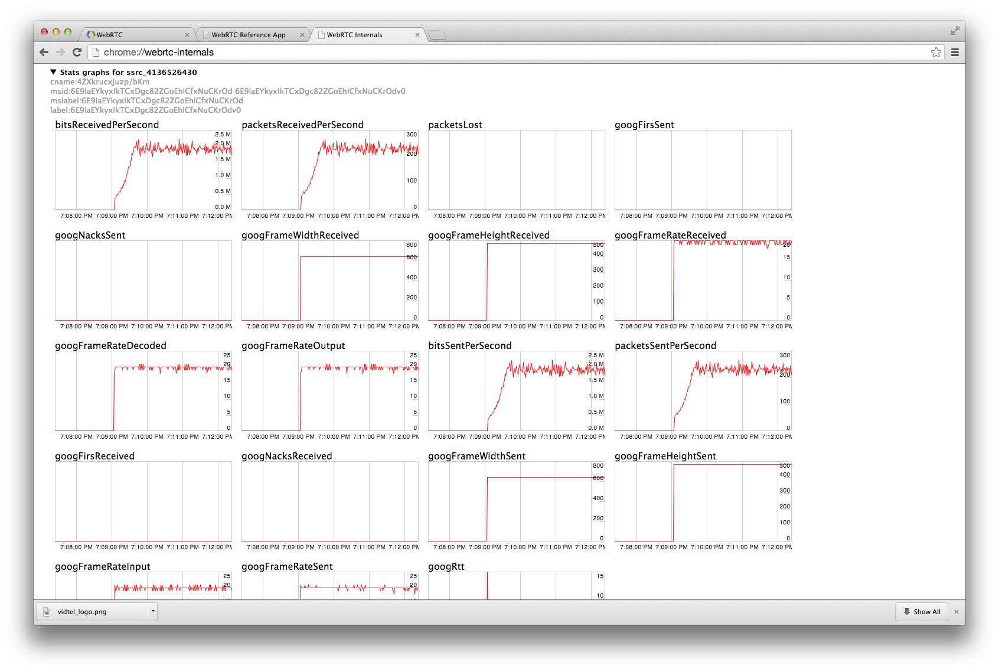 WebRTC
WebRTC Reference App
WebRTC Internals
chrome://webrtc-internals
▼ Stats graphs for ssrc_4136526430
cname:4ZXkrucxjuzp/bKm
msid:6E9IaEYkyxIkTCxDgc82ZGoEhICfxNuCKrOd 6E9IaEYkyxIkTCxDgc82ZGoEhICfxNuCKrOdv0
mslabel:6E9IaEYkyxIkTCxDgc82ZGoEhICfxNuCKrOd
label:6E9IaEYkyxIkTCxDgc82ZGoEhICfxNuCKrOdv0
bitsReceivedPerSecond
2.5 M
2.0 M
1.5 M
1.0 M
0.5 M
0.0 M
7:08:00 PM 7:09:00 PM 7:10:00 PM 7:11:00 PM 7:12:00 PM
packetsReceivedPerSecond
300
200
100
0
7:08:00 PM 7:09:00 PM 7:10:00 PM 7:11:00 PM 7:12:00 PM
packetsLost
7:08:00 PM 7:09:00 PM 7:10:00 PM 7:11:00 PM 7:12:00 PM
googFirsSent
7:08:00 PM 7:09:00 PM 7:10:00 PM 7:11:00 PM 7:12:00 PM
googNacksSent
7:08:00 PM 7:09:00 PM 7:10:00 PM 7:11:00 PM 7:12:00 PM
googFrameWidthReceived
800
600
400
200
0
7:08:00 PM 7:09:00 PM 7:10:00 PM 7:11:00 PM 7:12:00 PM
googFrameHeightReceived
500
400
300
200
100
0
7:08:00 PM 7:09:00 PM 7:10:00 PM 7:11:00 PM 7:12:00 PM
googFrameRateReceived
20
15
10
5
0
7:08:00 PM 7:09:00 PM 7:10:00 PM 7:11:00 PM 7:12:00 PM
googFrameRateDecoded
25
20
15
10
5
0
7:08:00 PM 7:09:00 PM 7:10:00 PM 7:11:00 PM 7:12:00 PM
googFrameRateOutput
25
20
15
10
5
0
7:08:00 PM 7:09:00 PM 7:10:00 PM 7:11:00 PM 7:12:00 PM
bitsSentPerSecond
2.5 M
2.0 M
1.5 M
1.0 M
0.5 M
0.0 M
7:08:00 PM 7:09:00 PM 7:10:00 PM 7:11:00 PM 7:12:00 PM
packetsSentPerSecond
300
200
100
0
7:08:00 PM 7:09:00 PM 7:10:00 PM 7:11:00 PM 7:12:00 PM
googFirsReceived
7:08:00 PM 7:09:00 PM 7:10:00 PM 7:11:00 PM 7:12:00 PM
googNacksReceived
7:08:00 PM 7:09:00 PM 7:10:00 PM 7:11:00 PM 7:12:00 PM
googFrameWidthSent
800
600
400
200
0
7:08:00 PM 7:09:00 PM 7:10:00 PM 7:11:00 PM 7:12:00 PM
googFrameHeightSent
500
400
300
200
100
0
7:08:00 PM 7:09:00 PM 7:10:00 PM 7:11:00 PM 7:12:00 PM
googFrameRateInput
25
20
googFrameRateSent
25
20
googRtt
15
10
vidtel_logo.png
Show All